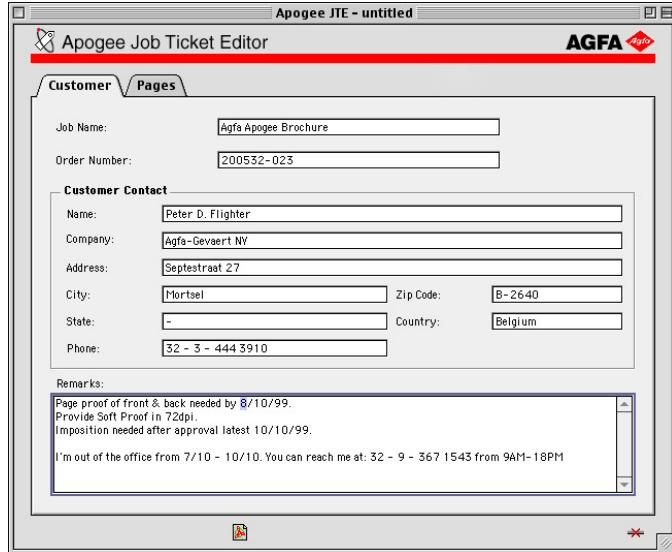 Apogee JTE - untitled
Apogee Job Ticket Editor
AGFA Agfa
Customer Pages
Job Name: Agfa Apogee Brochure
Order Number: 200532-023
Customer Contact
Name: Peter D. Flighter
Company: Agfa-Gevaert NV
Address: Septestraat 27
City: Mortsel Zip Code: B-2640
State: - Country: Belgium
Phone: 32 - 3 - 444 3910
Remarks:
Page proof of front & back needed by 8/10/99.
Provide Soft Proof in 72dpi.
Imposition needed after approval latest 10/10/99.
I'm out of the office from 7/10 - 10/10. You can reach me at: 32 - 9 - 367 1543 from 9AM-18PM